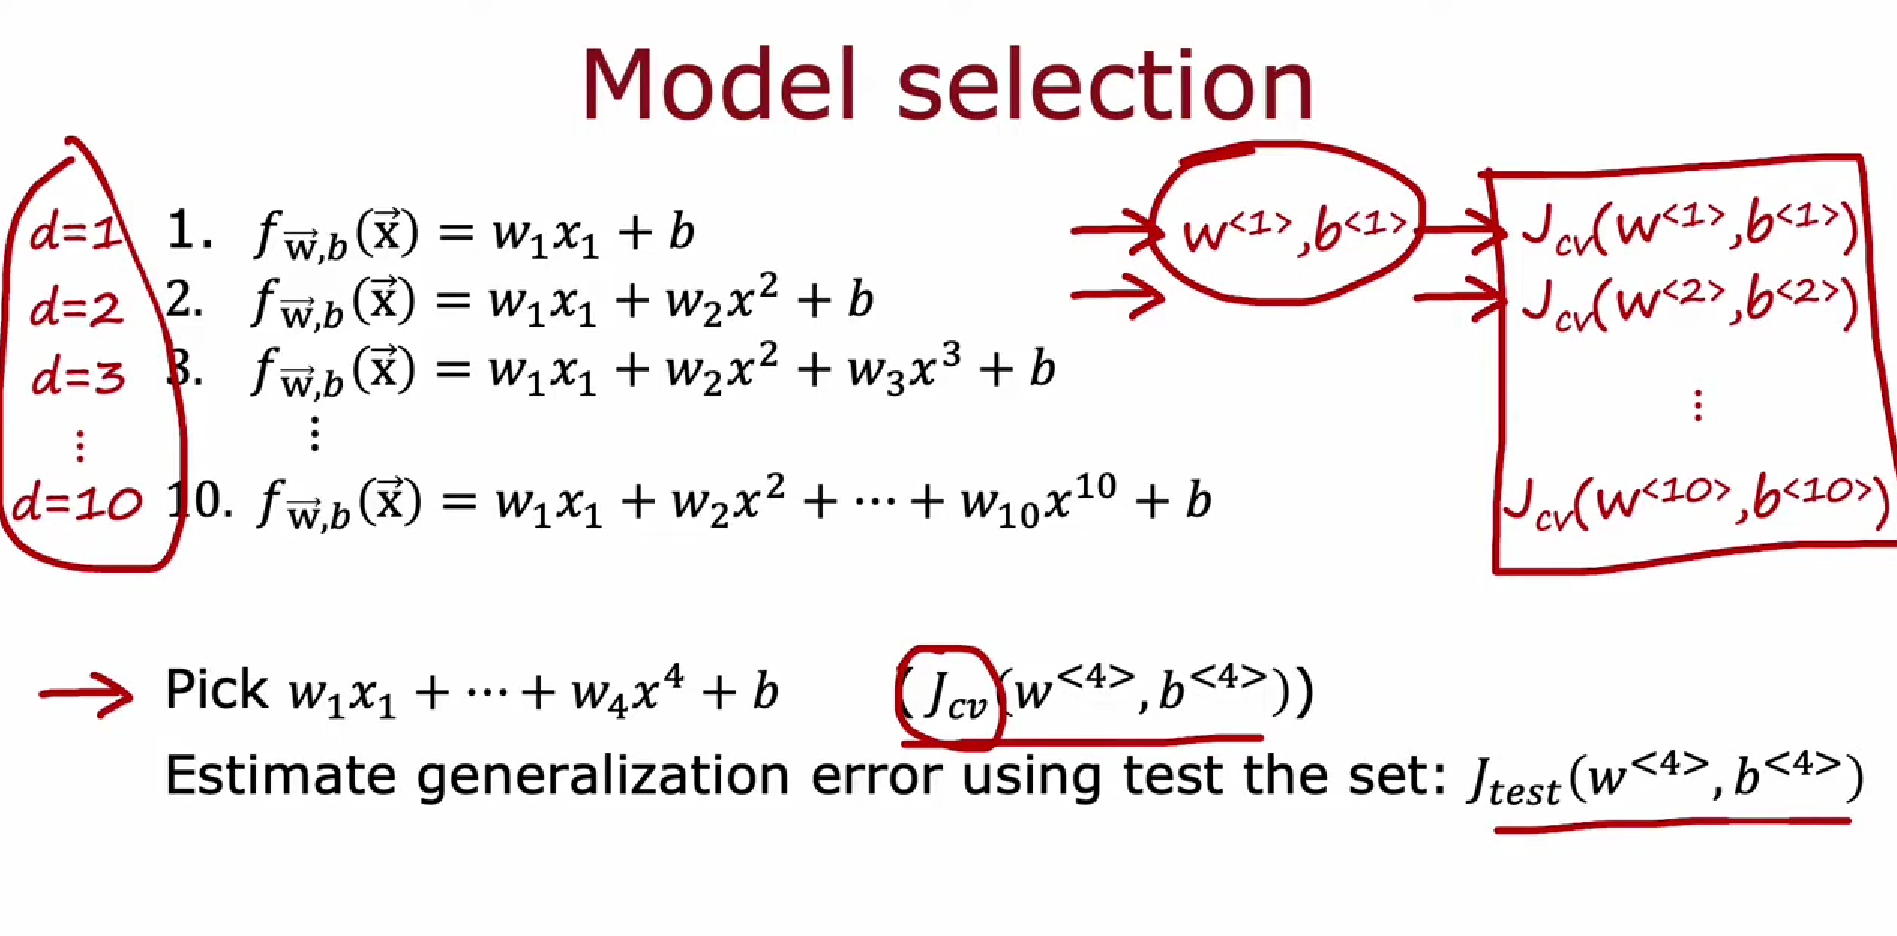 Model selection
d=1 1. f_{\vec{w},b}(\vec{x}) = w_1x_1 + b → w^{<1>},b^{<1>} → J_{cv}(w^{<1>},b^{<1>})
d=2 2. f_{\vec{w},b}(\vec{x}) = w_1x_1 + w_2x^2 + b → → J_{cv}(w^{<2>},b^{<2>})
d=3 3. f_{\vec{w},b}(\vec{x}) = w_1x_1 + w_2x^2 + w_3x^3 + b
⋮ ⋮ ⋮
d=10 10. f_{\vec{w},b}(\vec{x}) = w_1x_1 + w_2x^2 + ⋯ + w_{10}x^{10} + b J_{cv}(w^{<10>},b^{<10>})
→ Pick w_1x_1 + ⋯ + w_4x^4 + b (J_{cv}(w^{<4>},b^{<4>}))
Estimate generalization error using test the set: J_{test}(w^{<4>},b^{<4>})